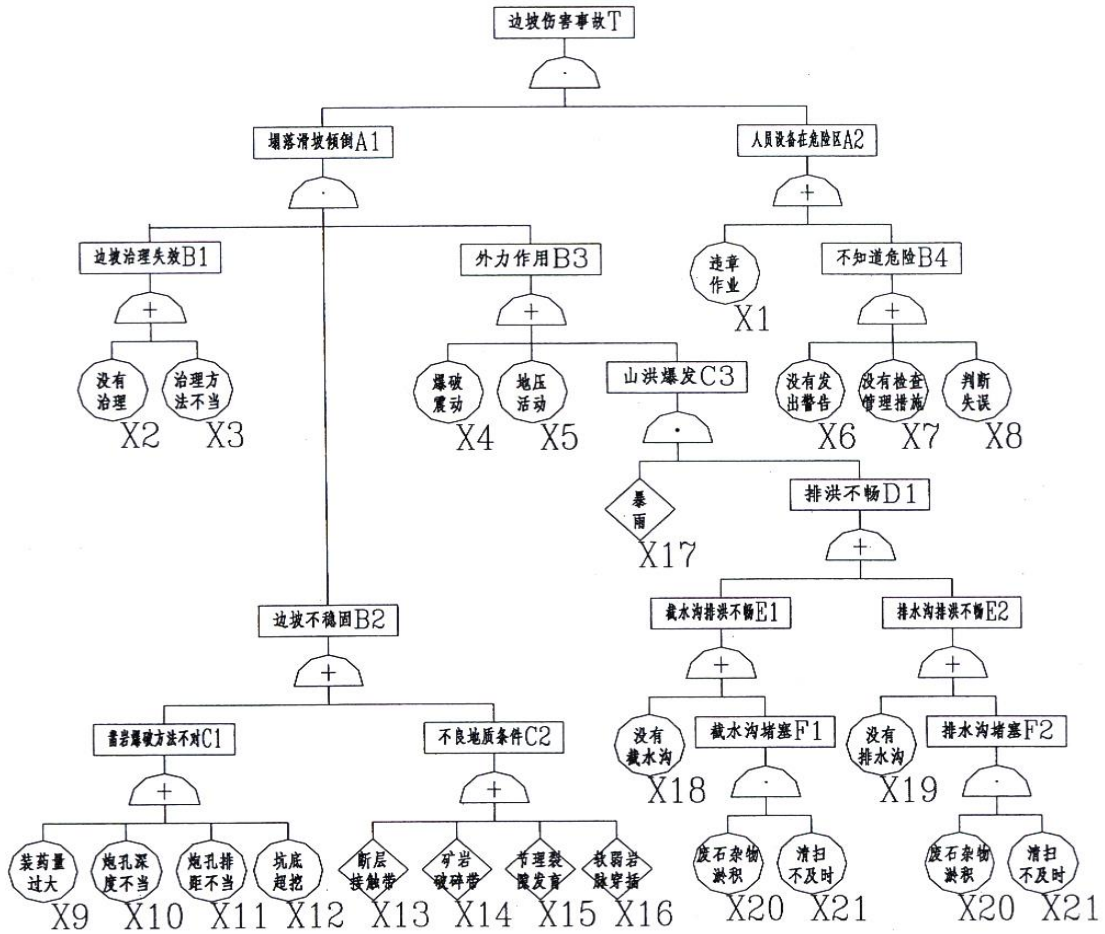 边坡伤害事故T
塌落滑坡倾倒A1
人员设备在危险区A2
边坡治理失效B1
外力作用B3
违章
作业
X1
不知道危险B4
没有
治理
X2
治理方
法不当
X3
爆破
震动
X4
地压
活动
X5
山洪爆发C3
没有发
出警告
X6
没有检查
管理措施
X7
判断
失误
X8
暴
雨
X17
排洪不畅D1
边坡不稳固B2
截水沟排洪不畅E1
排水沟排洪不畅E2
凿岩爆破方法不对C1
不良地质条件C2
没有
截水沟
X18
截水沟堵塞F1
没有
排水沟
X19
排水沟堵塞F2
装药量
过大
X9
炮孔深
度不当
X10
炮孔排
距不当
X11
坑底
超挖
X12
断层
接触带
X13
矿岩
破碎带
X14
节理裂
隙发育
X15
软弱岩
脉穿插
X16
废石杂物
淤积
X20
清扫
不及时
X21
废石杂物
淤积
X20
清扫
不及时
X21